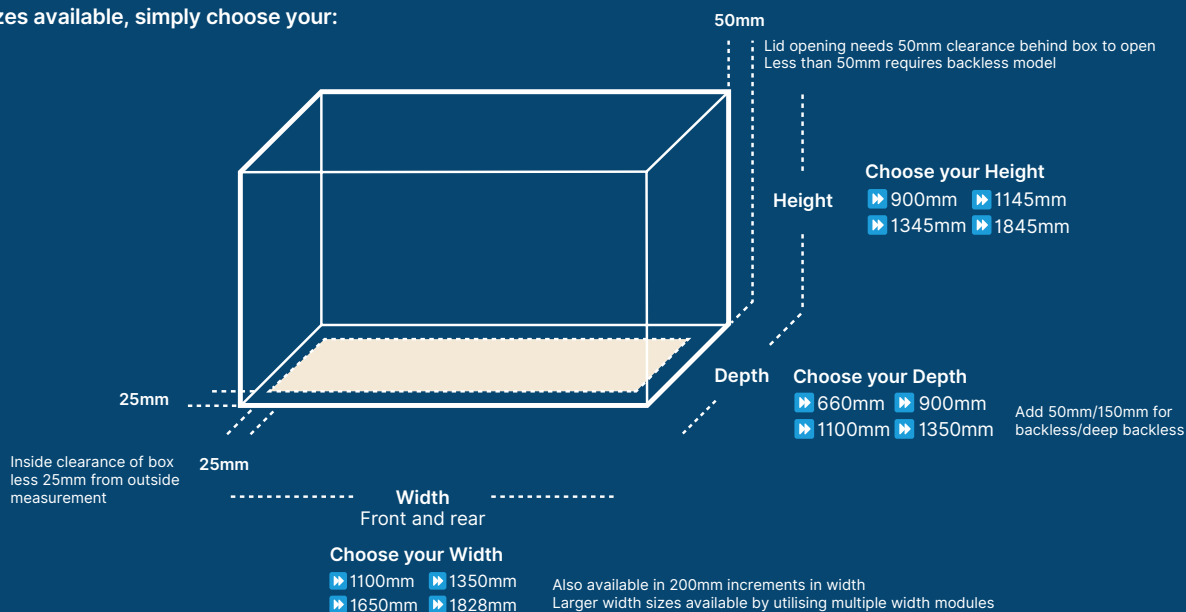 zes available, simply choose your:
50mm
Lid opening needs 50mm clearance behind box to open
Less than 50mm requires backless model
Choose your Height
900mm 1145mm
1345mm 1845mm
Height
Depth
Choose your Depth
660mm 900mm
1100mm 1350mm
Add 50mm/150mm for
backless/deep backless
25mm
25mm
Inside clearance of box
less 25mm from outside
measurement
Width
Front and rear
Choose your Width
1100mm 1350mm
1650mm 1828mm
Also available in 200mm increments in width
Larger width sizes available by utilising multiple width modules